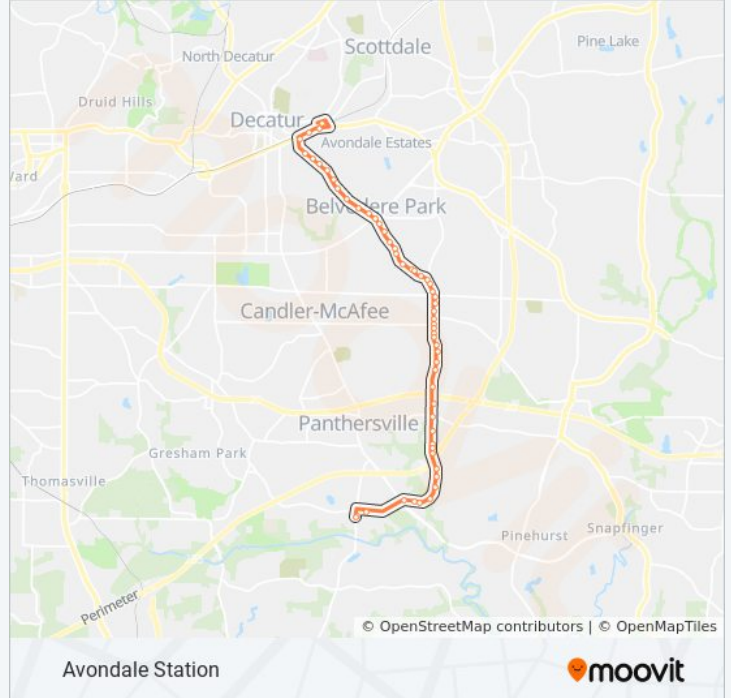 Scottdale
Pine Lake
North Decatur
Druid Hills
Decatur
Avondale Estates
Vard
Belvedere Park
Candler-McAfee
Panthersville
Gresham Park
Thomasville
Snapfinger
Pinehurst
Perimeter
© OpenStreetMap contributors | © OpenMapTiles
Avondale Station
moovit